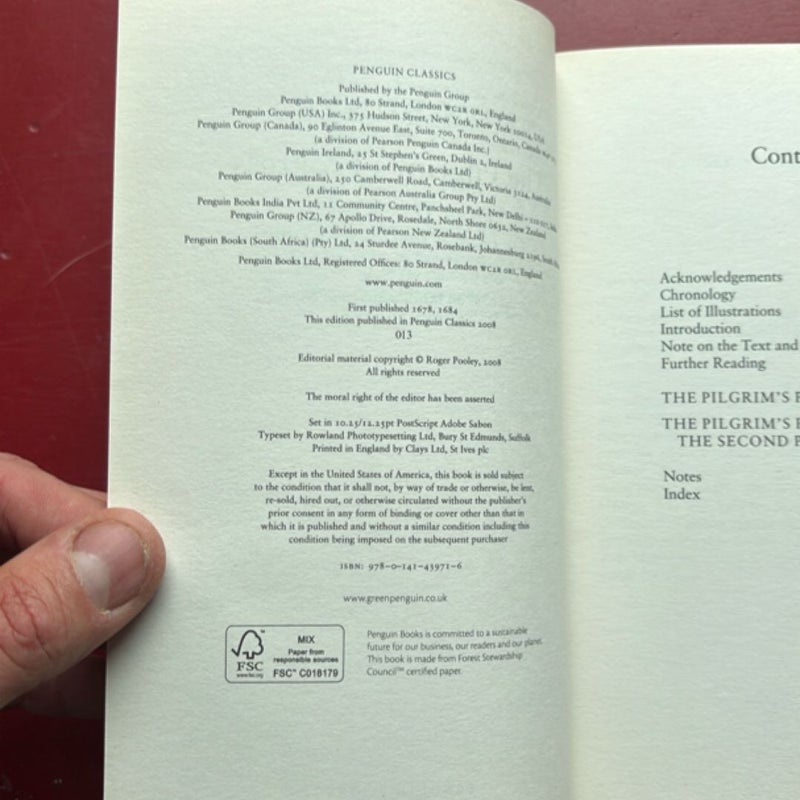 PENGUIN CLASSICS
Published by the Penguin Group
Penguin Books Ltd, 80 Strand, London WC2R 0RL, England
Penguin Group (USA) Inc., 375 Hudson Street, New York, New York 10014, USA
Penguin Group (Canada), 90 Eglinton Avenue East, Suite 700, Toronto, Ontario, Canada
(a division of Pearson Penguin Canada Inc.)
Penguin Ireland, 25 St Stephen's Green, Dublin 2, Ireland
(a division of Penguin Books Ltd)
Penguin Group (Australia), 250 Camberwell Road, Camberwell, Victoria 3124, Australia
(a division of Pearson Australia Group Pty Ltd)
Penguin Books India Pvt Ltd, 11 Community Centre, Panchsheel Park, New Delhi –
Penguin Group (NZ), 67 Apollo Drive, Rosedale, North Shore 0632, New Zealand
(a division of Pearson New Zealand Ltd)
Penguin Books (South Africa) (Pty) Ltd, 24 Sturdee Avenue, Rosebank, Johannesburg 2196,
Penguin Books Ltd, Registered Offices: 80 Strand, London WC2R 0RL, England
www.penguin.com
First published 1678, 1684
This edition published in Penguin Classics 2008
013
Editorial material copyright © Roger Pooley, 2008
All rights reserved
The moral right of the editor has been asserted
Set in 10.25/12.25pt PostScript Adobe Sabon
Typeset by Rowland Phototypesetting Ltd, Bury St Edmunds, Suffolk
Printed in England by Clays Ltd, St Ives plc
Except in the United States of America, this book is sold subject
to the condition that it shall not, by way of trade or otherwise, be lent,
re-sold, hired out, or otherwise circulated without the publisher's
prior consent in any form of binding or cover other than that in
which it is published and without a similar condition including this
condition being imposed on the subsequent purchaser
ISBN: 978-0-141-43971-6
www.greenpenguin.co.uk
FSC™
www.fsc.org
MIX
Paper from
responsible sources
FSC™ C018179
Penguin Books is committed to a sustainable
future for our business, our readers and our planet.
This book is made from Forest Stewardship
Council™ certified paper.
Cont
Acknowledgements
Chronology
List of Illustrations
Introduction
Note on the Text and
Further Reading
THE PILGRIM'S P
THE PILGRIM'S P
THE SECOND P
Notes
Index